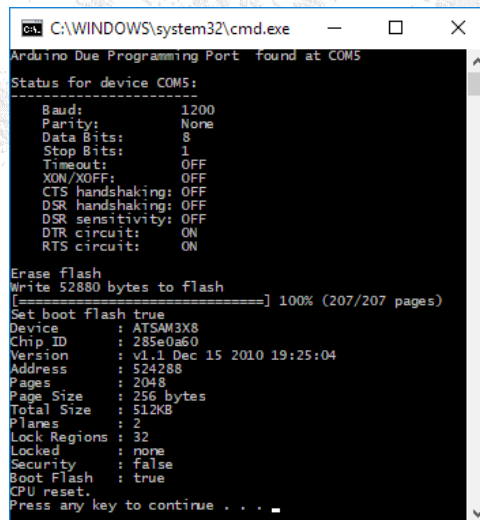 C:\WINDOWS\system32\cmd.exe
Arduino Due Programming Port  found at COM5
Status for device COM5:
-----------------------
    Baud:            1200
    Parity:          None
    Data Bits:       8
    Stop Bits:       1
    Timeout:         OFF
    XON/XOFF:        OFF
    CTS handshaking: OFF
    DSR handshaking: OFF
    DSR sensitivity: OFF
    DTR circuit:     ON
    RTS circuit:     ON
Erase flash
Write 52880 bytes to flash
[==============================] 100% (207/207 pages)
Set boot flash true
Device       : ATSAM3X8
Chip ID      : 285e0a60
Version      : v1.1 Dec 15 2010 19:25:04
Address      : 524288
Pages        : 2048
Page Size    : 256 bytes
Total Size   : 512KB
Planes       : 2
Lock Regions : 32
Locked       : none
Security     : false
Boot Flash   : true
CPU reset.
Press any key to continue . . .